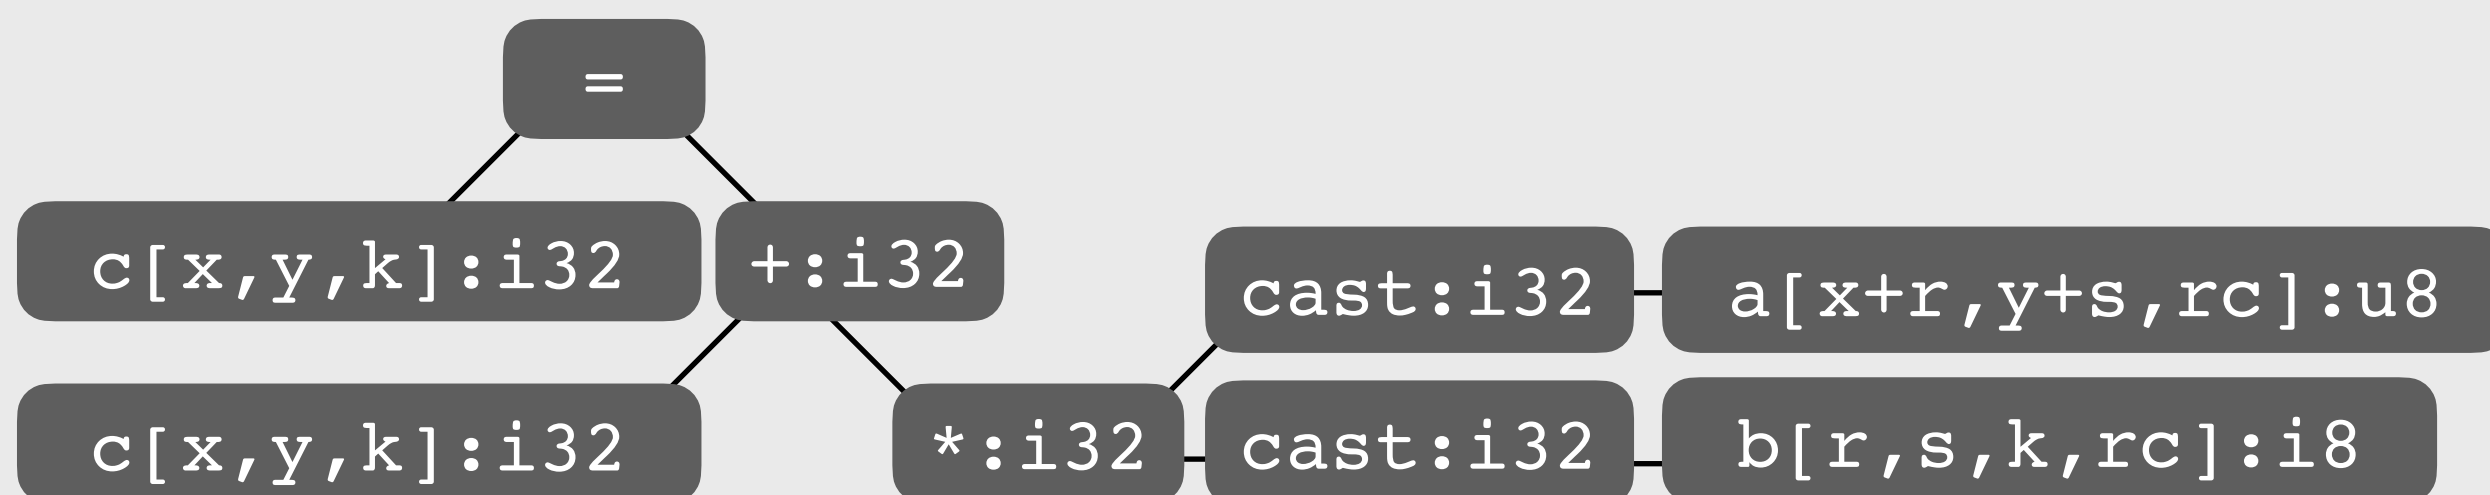 =
c[x,y,k]:i32
+:i32
cast:i32
a[x+r,y+s,rc]:u8
c[x,y,k]:i32
*:i32
cast:i32
b[r,s,k,rc]:i8